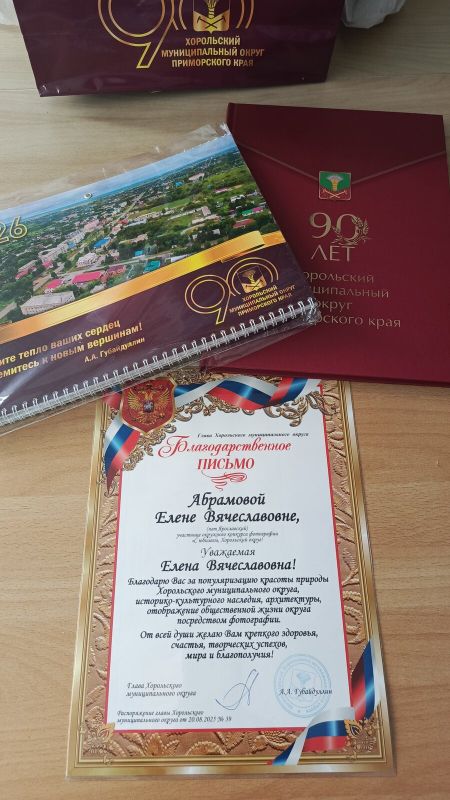 90
ХОРОЛЬСКИЙ
МУНИЦИПАЛЬНЫЙ ОКРУГ
ПРИМОРСКОГО КРАЯ
26
90
ХОРОЛЬСКИЙ
МУНИЦИПАЛЬНЫЙ ОКРУГ
ПРИМОРСКОГО КРАЯ
ите тепло ваших сердец
емитесь к новым вершинам!
А.А. Губайдуллин
90
ЛЕТ
орольский
ниципальный
округ
орского края
Глава Хорольского муниципального округа
Благодарственное
ПИСЬМО
Абрамовой
Елене Вячеславовне,
(пгт Ярославский)
участнице окружного конкурса фотографии
юбилеем, Хорольский округ!
Уважаемая
Елена Вячеславовна!
Благодарю Вас за популяризацию красоты природы
Хорольского муниципального округа,
историко-культурного наследия, архитектуры,
отображение общественной жизни округа
посредством фотографии.
От всей души желаю Вам крепкого здоровья,
счастья, творческих успехов,
мира и благополучия!
Глава Хорольского
муниципального округа
А.А. Губайдуллин
Распоряжение главы Хорольского
муниципального округа от 20.08.2025 № 39